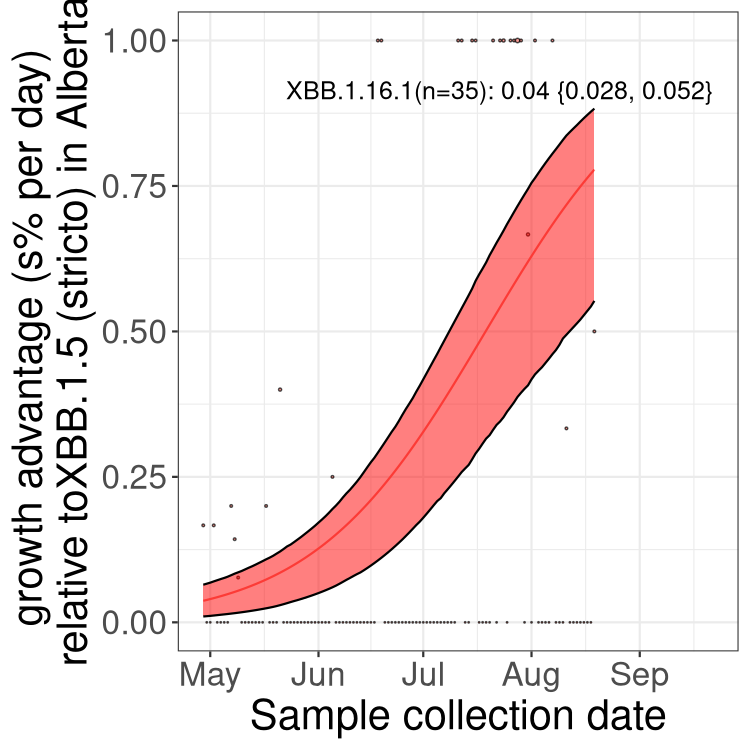 growth advantage (s% per day)
relative toXBB.1.5 (stricto) in Alberta
1.00
XBB.1.16.1(n=35): 0.04 {0.028, 0.052}
0.75
0.50
0.25
0.00
May Jun Jul Aug Sep
Sample collection date